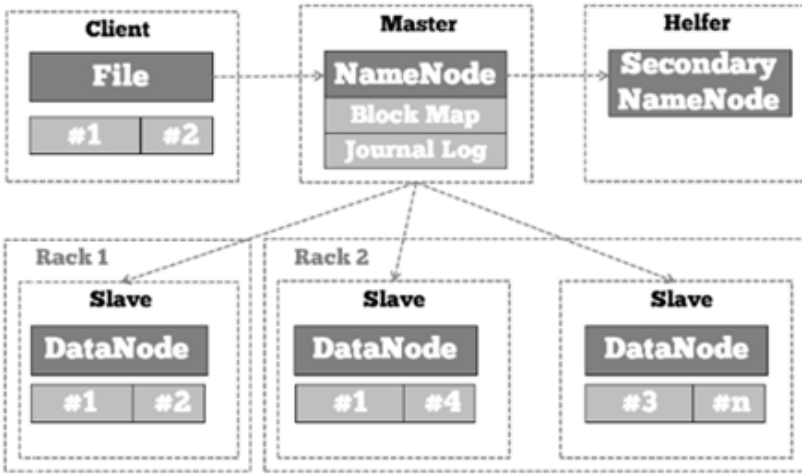 Client
File
#1 #2
Master
NameNode
Block Map
Journal Log
Helfer
Secondary
NameNode
Rack 1
Slave
DataNode
#1 #2
Rack 2
Slave
DataNode
#1 #4
Slave
DataNode
#3 #n